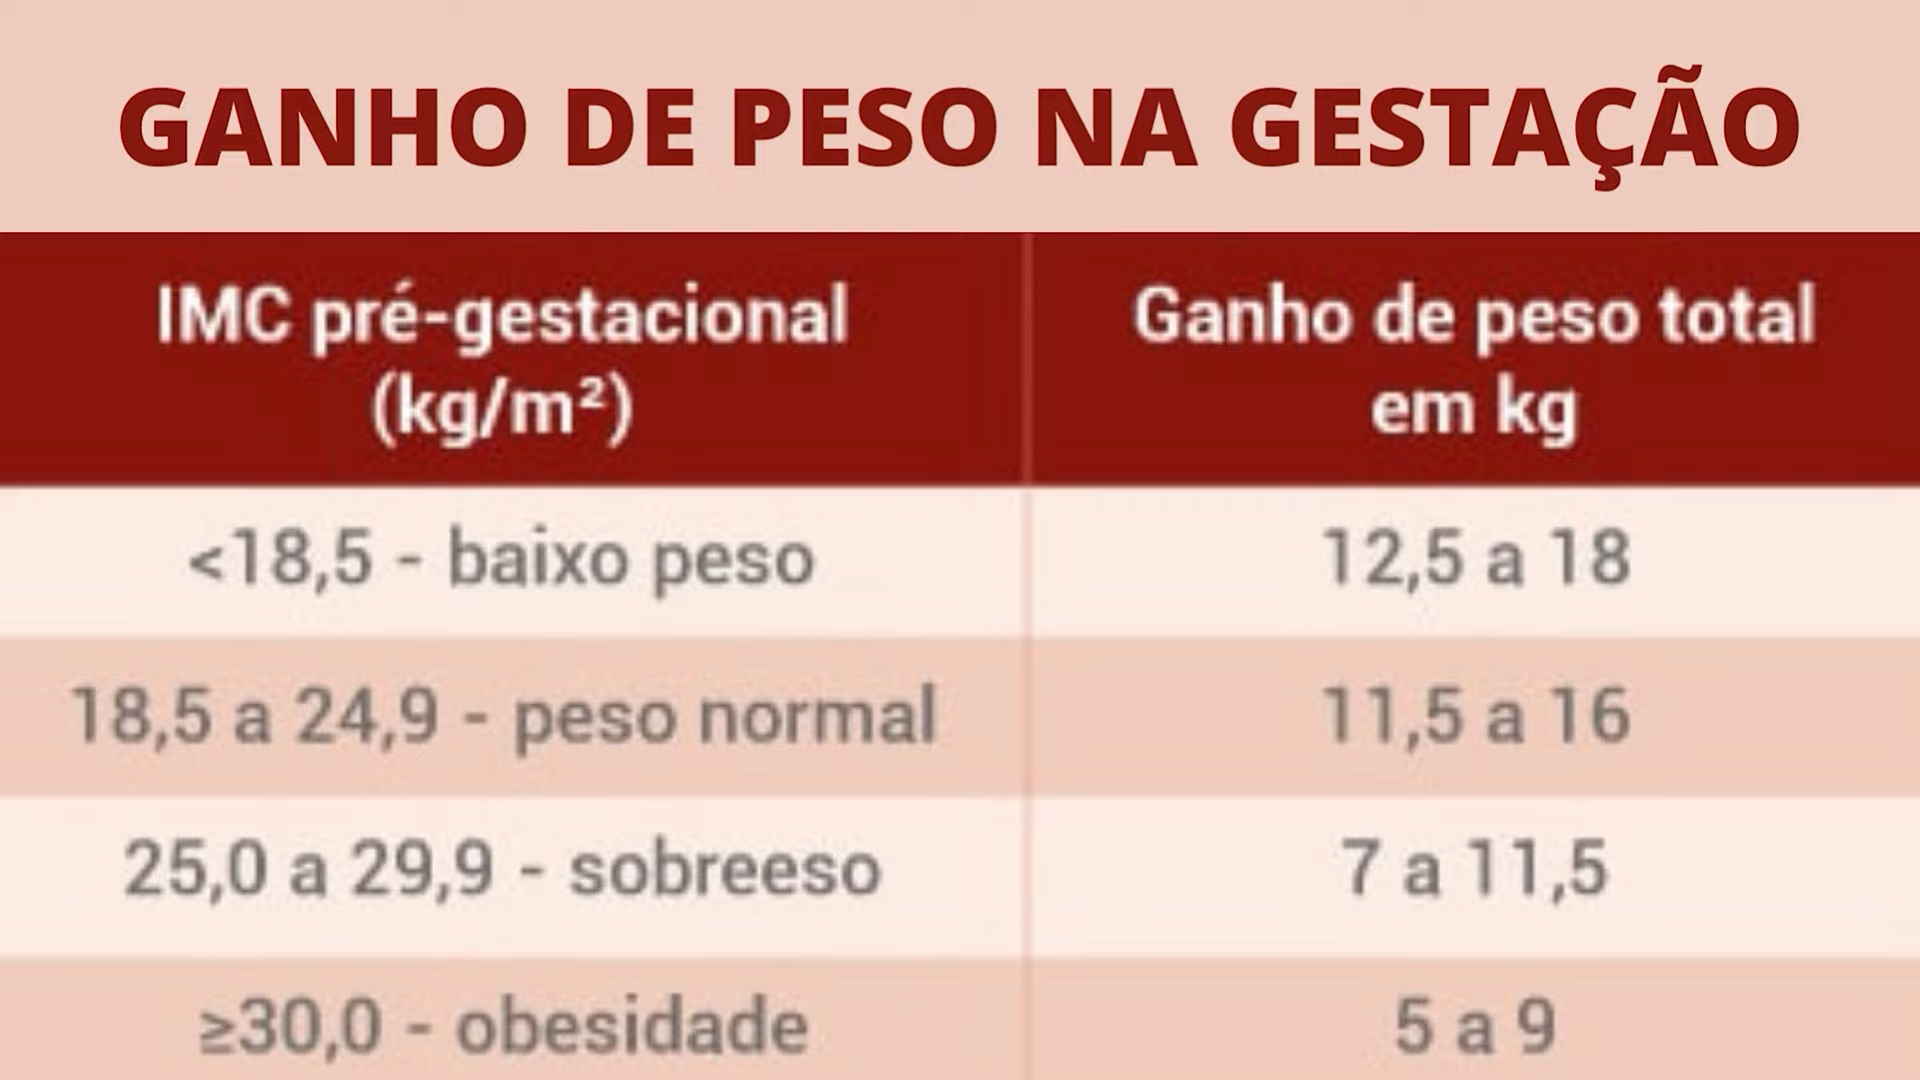 GANHO DE PESO NA GESTAÇÃO
IMC pré-gestacional
(kg/m²)
Ganho de peso total
em kg
<18,5 - baixo peso
12,5 a 18
18,5 a 24,9 - peso normal
11,5 a 16
25,0 a 29,9 - sobreeso
7 a 11,5
≥30,0 - obesidade
5 a 9